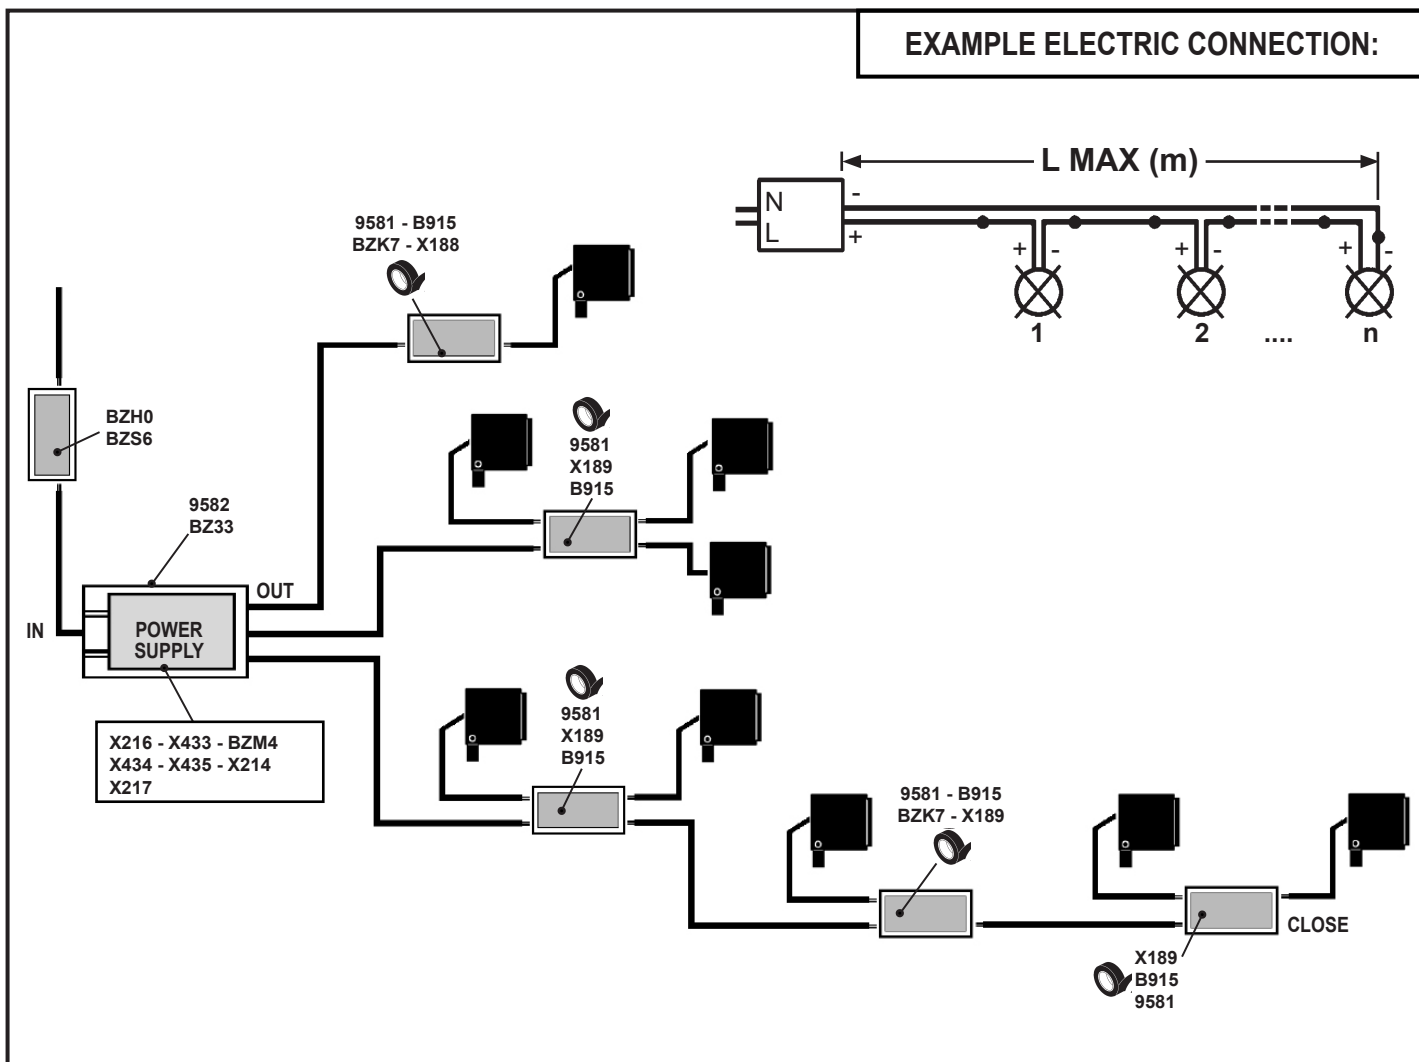 EXAMPLE ELECTRIC CONNECTION:
L MAX (m)
N
L
-
+
+ -
+ -
+ -
1 2 .... n
9581 - B915
BZK7 - X188
BZH0
BZS6
9581
X189
B915
9582
BZ33
OUT
IN
POWER
SUPPLY
X216 - X433 - BZM4
X434 - X435 - X214
X217
9581
X189
B915
9581 - B915
BZK7 - X189
CLOSE
X189
B915
9581